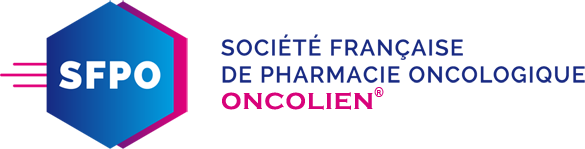 SFPO
SOCIÉTÉ FRANÇAISE
DE PHARMACIE ONCOLOGIQUE
ONCOLIEN®